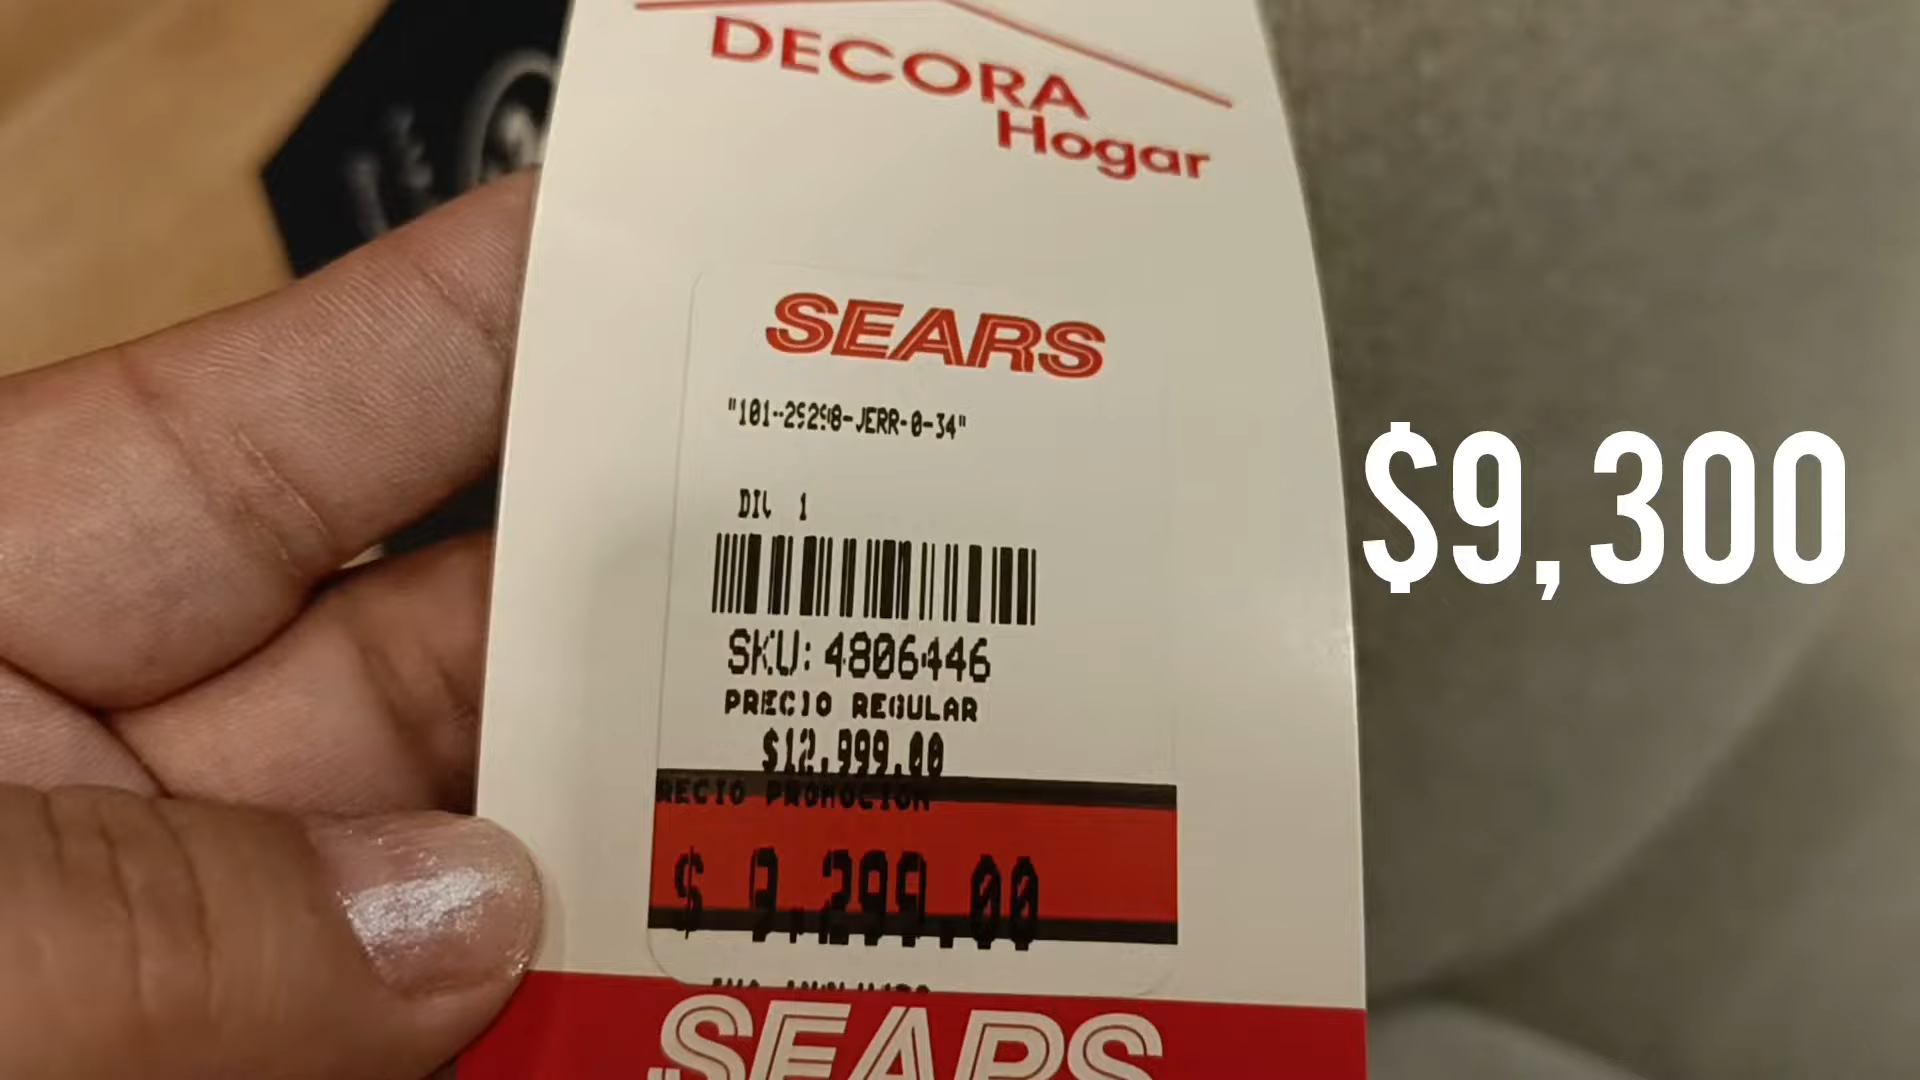 DECORA
Hogar
SEARS
"101-29298-JERR-0-34"
DIV 1
SKU: 4806446
PRECIO REGULAR
$12,999.00
PRECIO PROMOCION
$ 9,299.00
$9,300
SEARS